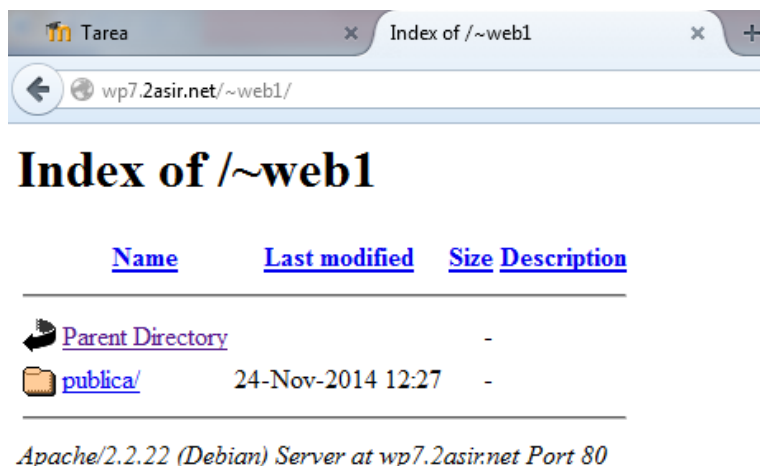 Tarea
Index of /~web1
wp7.2asir.net/~web1/
Index of /~web1
Name Last modified Size Description
Parent Directory -
publica/ 24-Nov-2014 12:27 -
Apache/2.2.22 (Debian) Server at wp7.2asir.net Port 80